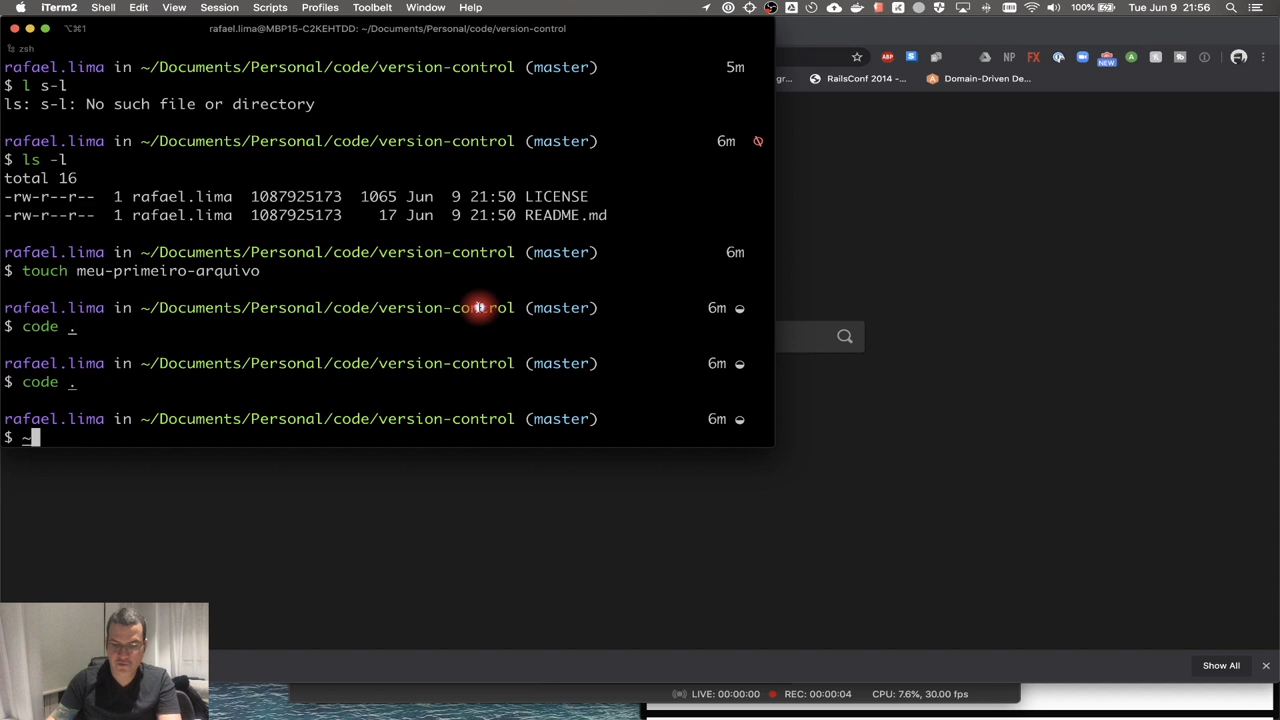 iTerm2 Shell Edit View Session Scripts Profiles Toolbelt Window Help
100% Tue Jun 9 21:56
⌥⌘1 rafael.lima@MBP15-C2KEHTDD: ~/Documents/Personal/code/version-control
zsh
ABP NP FX NEW A
rafael.lima in ~/Documents/Personal/code/version-control (master) 5m
gr... RailsConf 2014 -... Domain-Driven De...
$ l s-l
ls: s-l: No such file or directory
rafael.lima in ~/Documents/Personal/code/version-control (master) 6m
$ ls -l
total 16
-rw-r--r-- 1 rafael.lima 1087925173 1065 Jun 9 21:50 LICENSE
-rw-r--r-- 1 rafael.lima 1087925173 17 Jun 9 21:50 README.md
rafael.lima in ~/Documents/Personal/code/version-control (master) 6m
$ touch meu-primeiro-arquivo
rafael.lima in ~/Documents/Personal/code/version-control (master) 6m
$ code .
rafael.lima in ~/Documents/Personal/code/version-control (master) 6m
$ code .
rafael.lima in ~/Documents/Personal/code/version-control (master) 6m
$ ~
Show All
LIVE: 00:00:00 REC: 00:00:04 CPU: 7.6%, 30.00 fps